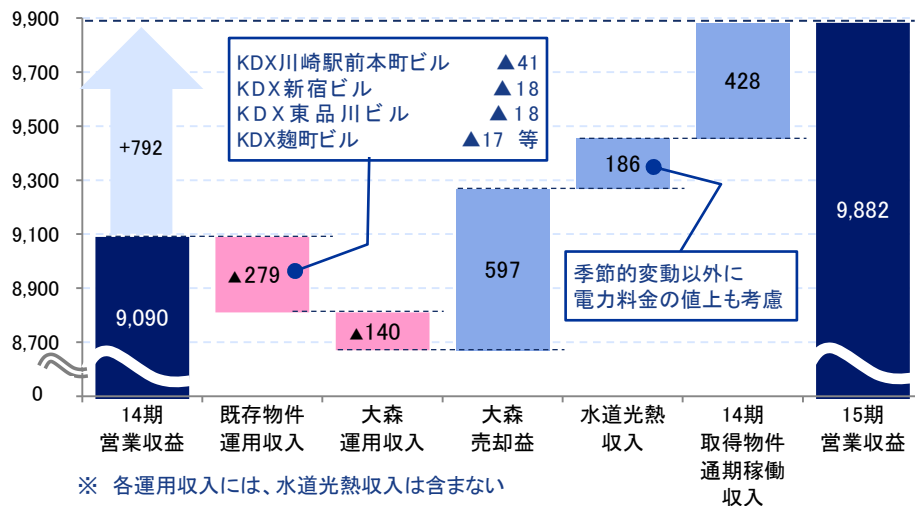 9,900
9,700
9,500
9,300
9,100
8,900
8,700
0
+792
KDX川崎駅前本町ビル ▲41
KDX新宿ビル ▲18
KDX東品川ビル ▲18
KDX麹町ビル ▲17 等
9,090
▲279
▲140
597
186
428
9,882
季節的変動以外に
電力料金の値上も考慮
14期
営業収益
既存物件
運用収入
大森
運用収入
大森
売却益
水道光熱
収入
14期
取得物件
通期稼働
収入
15期
営業収益
※ 各運用収入には、水道光熱収入は含まない